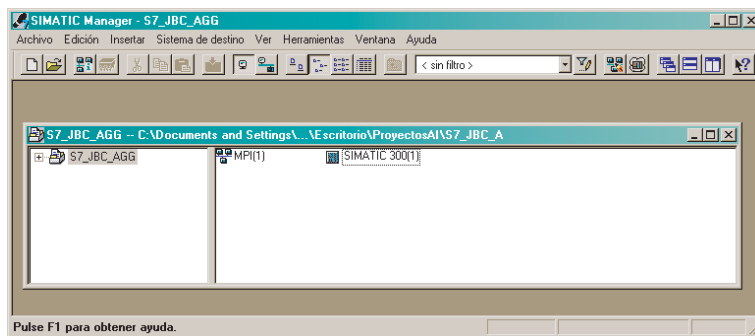 SIMATIC Manager - S7_JBC_AGG
Archivo Edición Insertar Sistema de destino Ver Herramientas Ventana Ayuda
< sin filtro >
S7_JBC_AGG -- C:\Documents and Settings\...\Escritorio\ProyectosAI\S7_JBC_A
S7_JBC_AGG MPI(1) SIMATIC 300(1)
Pulse F1 para obtener ayuda.